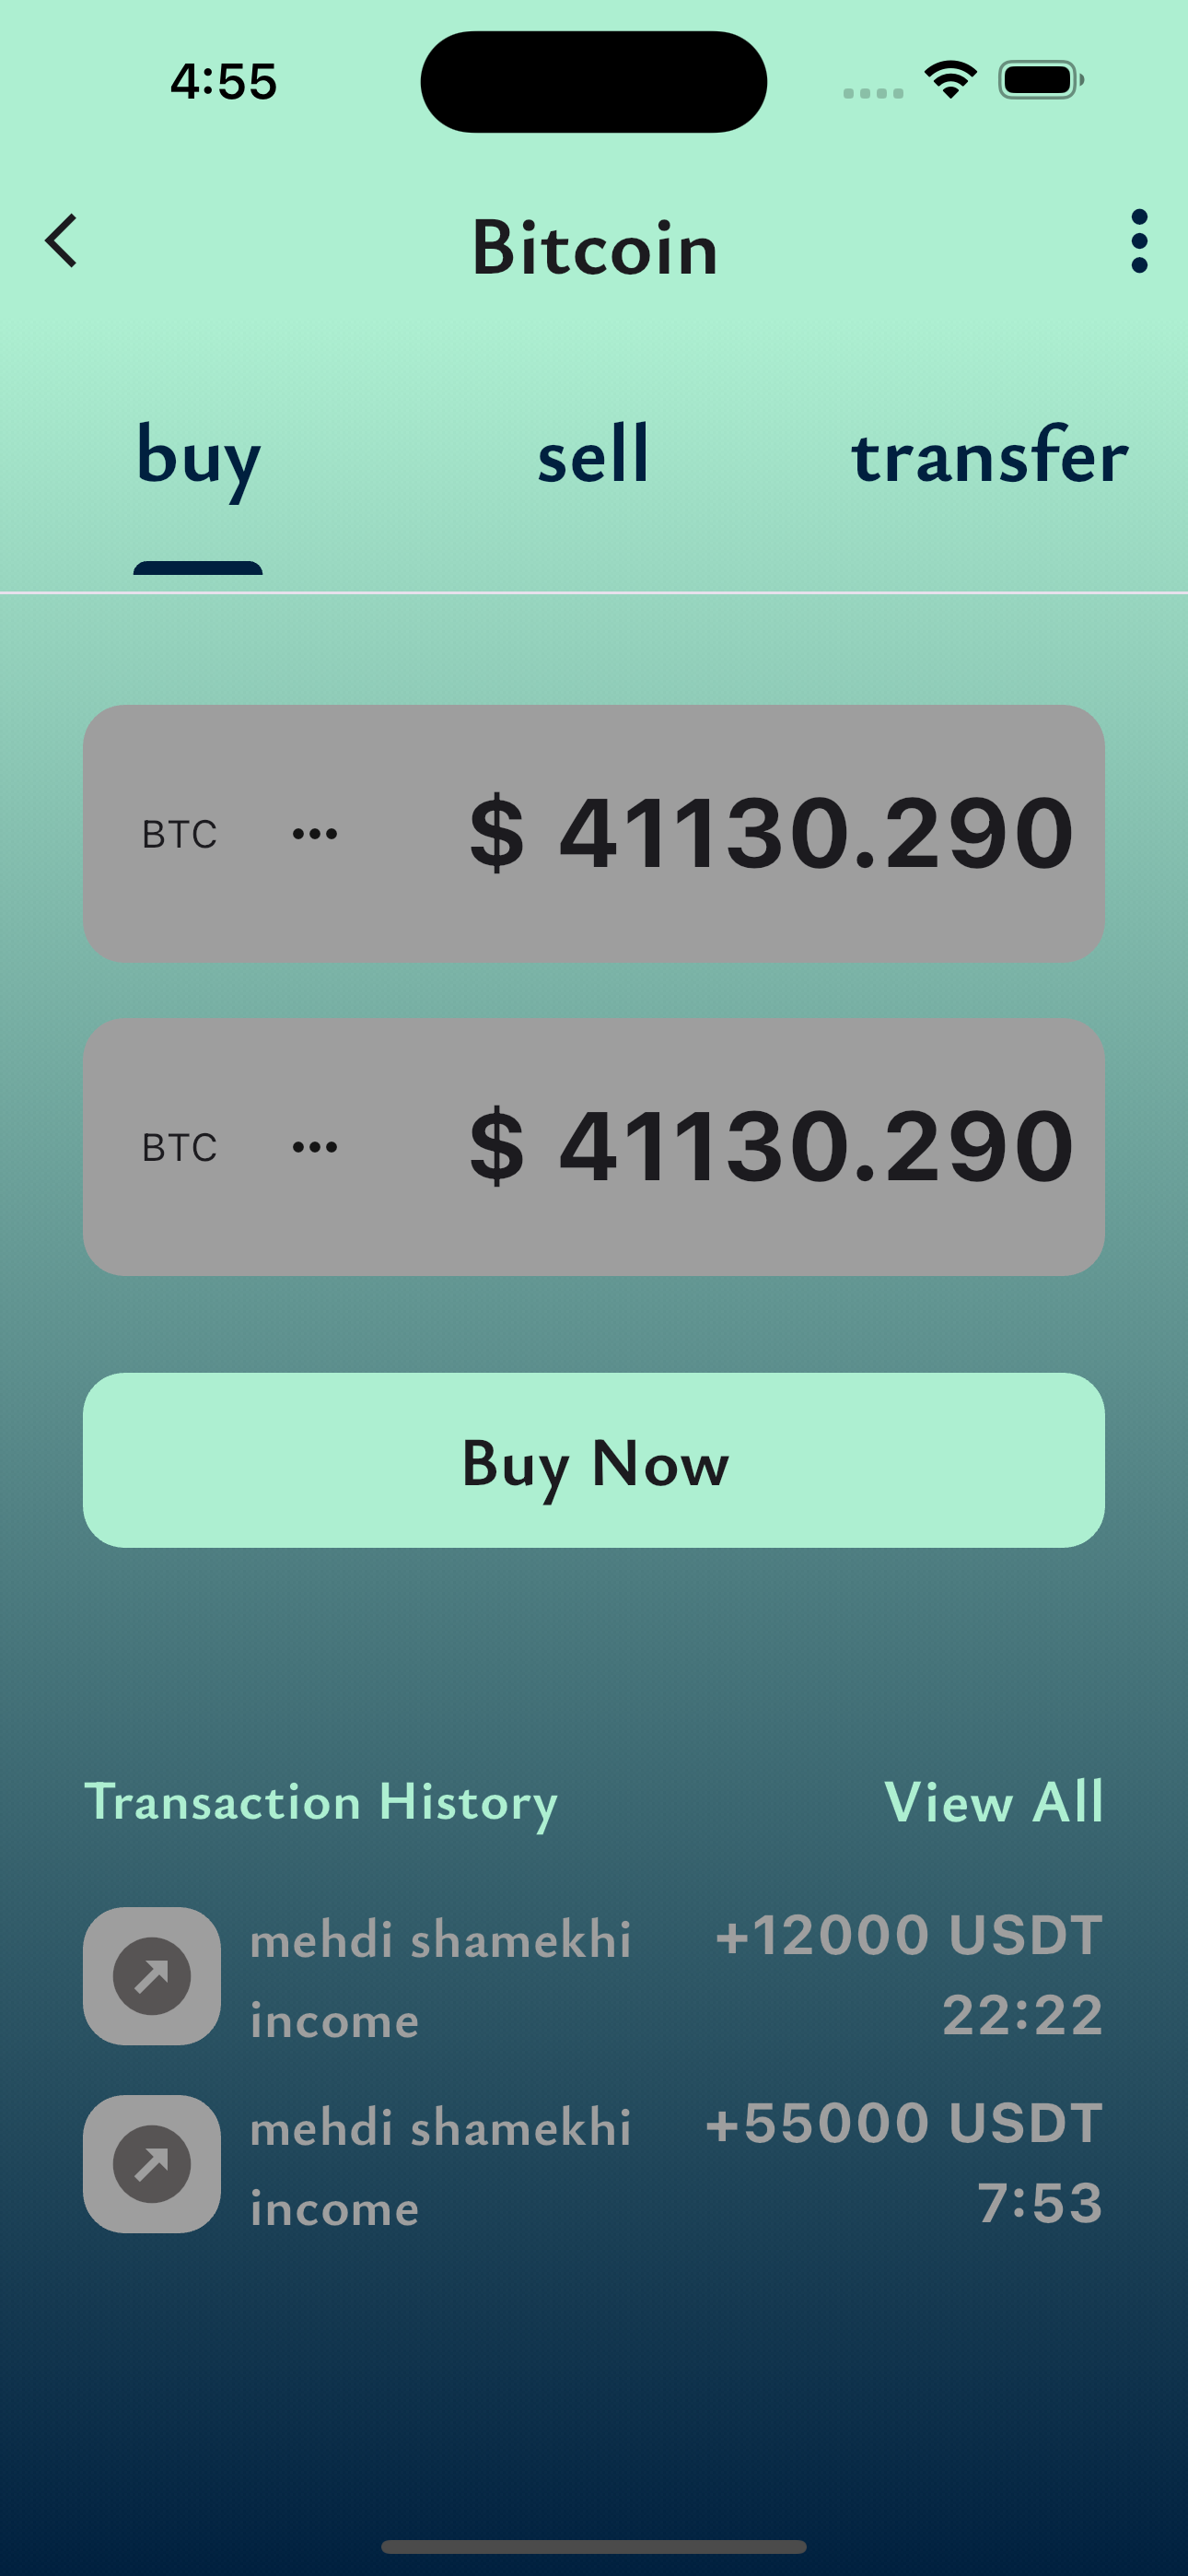 4:55
Bitcoin
buy sell transfer
BTC ••• $ 41130.290
BTC ••• $ 41130.290
Buy Now
Transaction History View All
mehdi shamekhi +12000 USDT
income 22:22
mehdi shamekhi +55000 USDT
income 7:53